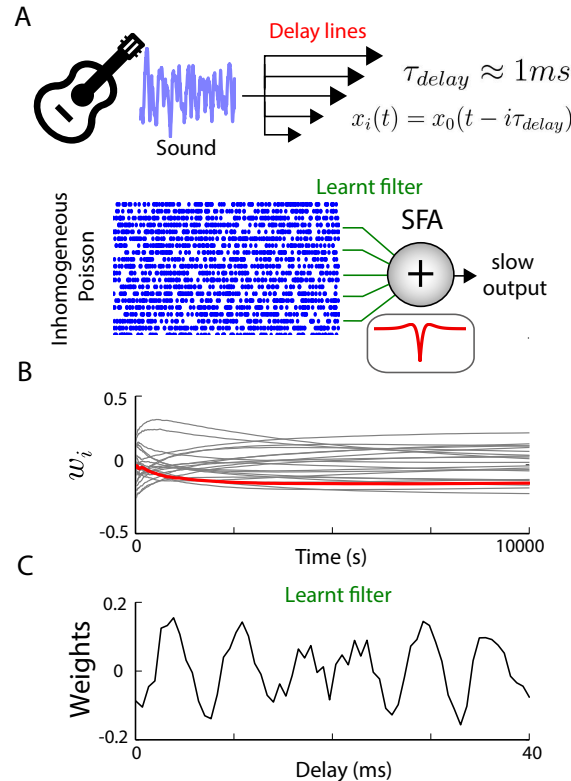 A
Delay lines
τ_delay ≈ 1ms
x_i(t) = x_0(t − iτ_delay)
Sound
Learnt filter
SFA
Inhomogeneous
Poisson
+
slow
output
B
0.5
0
-0.5
w_i
0
10000
Time (s)
C
Learnt filter
0.2
0
-0.2
Weights
0
40
Delay (ms)